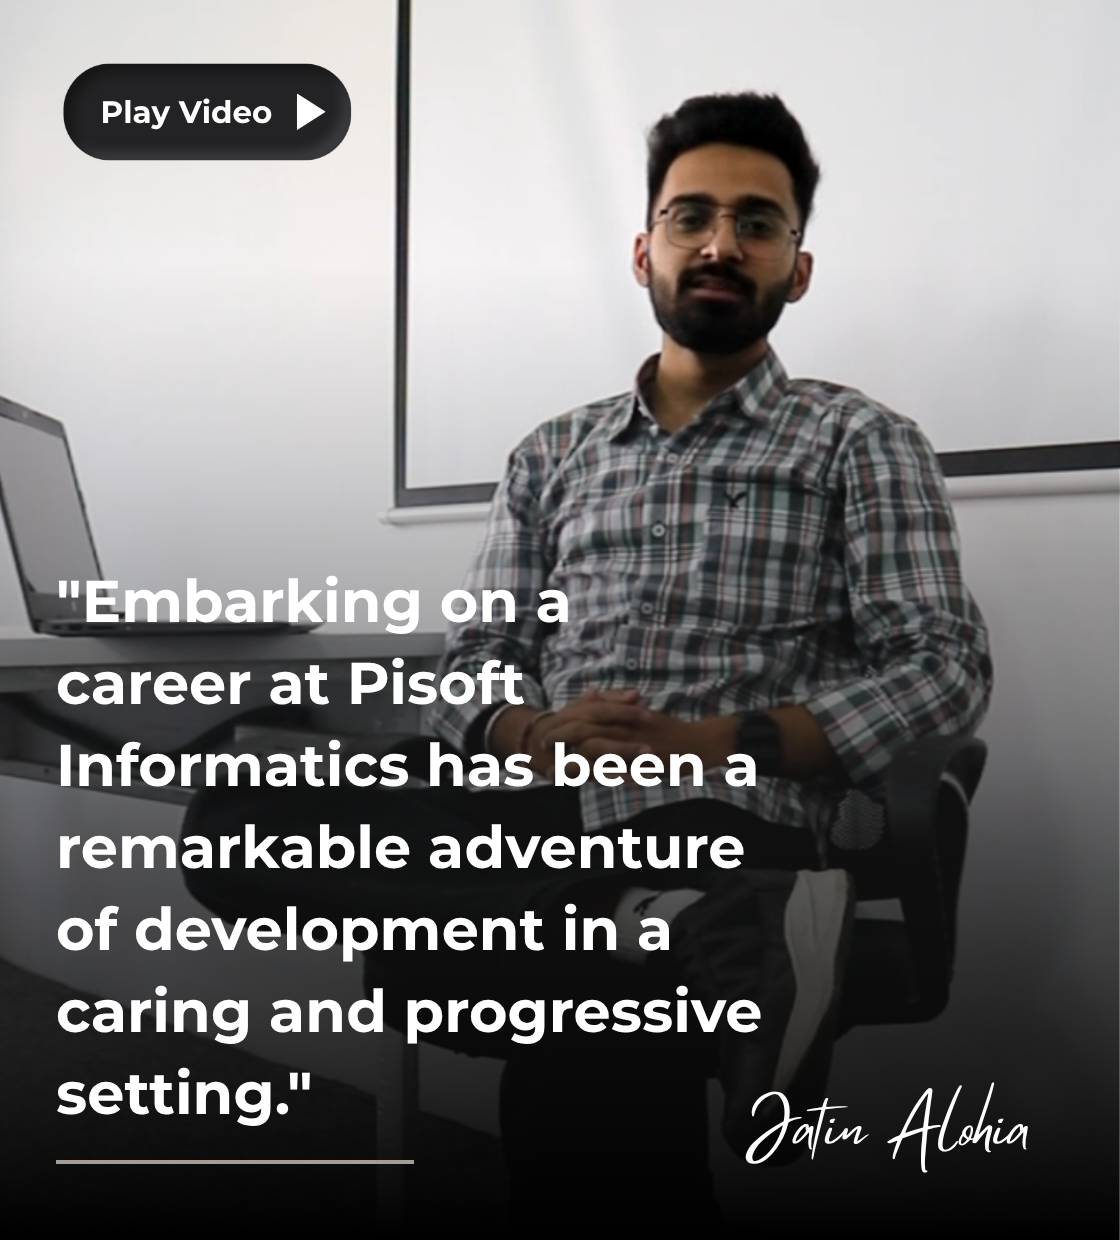 Play Video
"Embarking on a
career at Pisoft
Informatics has been a
remarkable adventure
of development in a
caring and progressive
setting."
Jatin Alohia